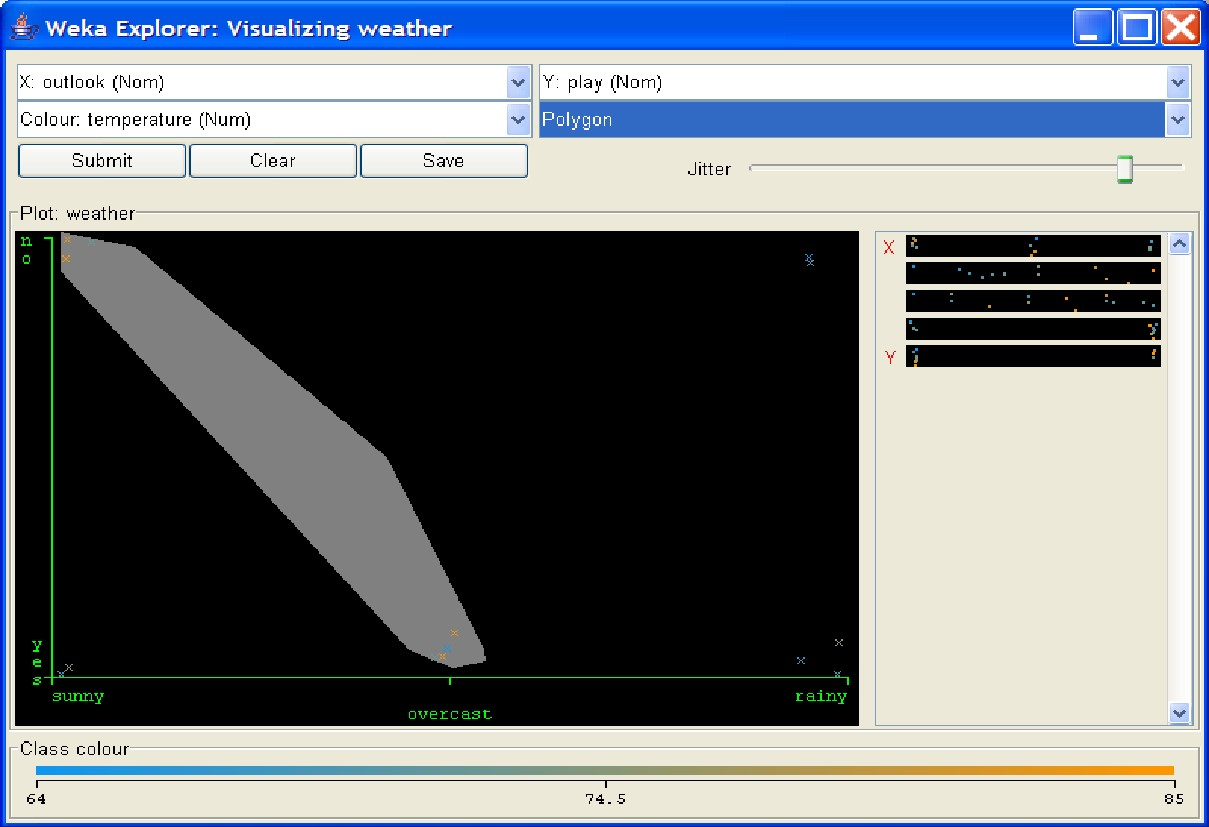 Weka Explorer: Visualizing weather
X: outlook (Nom)
Y: play (Nom)
Colour: temperature (Num)
Polygon
Submit
Clear
Save
Jitter
Plot: weather
no
X
Y
yes
sunny
overcast
rainy
Class colour
64
74.5
85